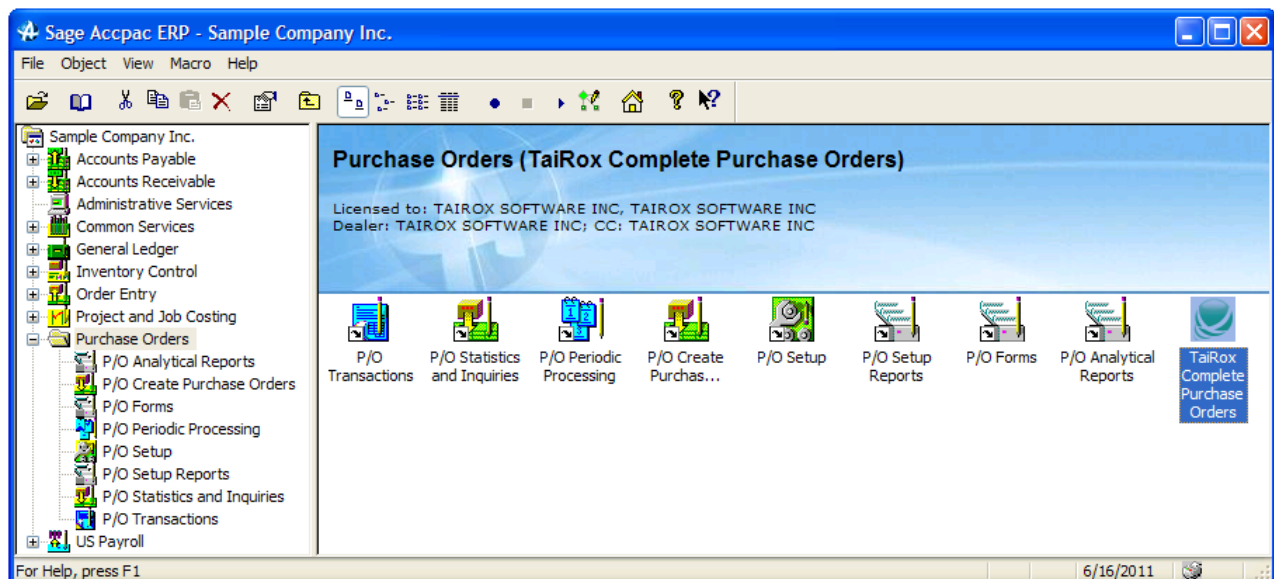 Sage Accpac ERP - Sample Company Inc.
File Object View Macro Help
Sample Company Inc.
Accounts Payable
Accounts Receivable
Administrative Services
Common Services
General Ledger
Inventory Control
Order Entry
Project and Job Costing
Purchase Orders
P/O Analytical Reports
P/O Create Purchase Orders
P/O Forms
P/O Periodic Processing
P/O Setup
P/O Setup Reports
P/O Statistics and Inquiries
P/O Transactions
US Payroll
Purchase Orders (TaiRox Complete Purchase Orders)
Licensed to: TAIROX SOFTWARE INC, TAIROX SOFTWARE INC
Dealer: TAIROX SOFTWARE INC; CC: TAIROX SOFTWARE INC
P/O
Transactions
P/O Statistics
and Inquiries
P/O Periodic
Processing
P/O Create
Purchas...
P/O Setup
P/O Setup
Reports
P/O Forms
P/O Analytical
Reports
TaiRox
Complete
Purchase
Orders
For Help, press F1
6/16/2011